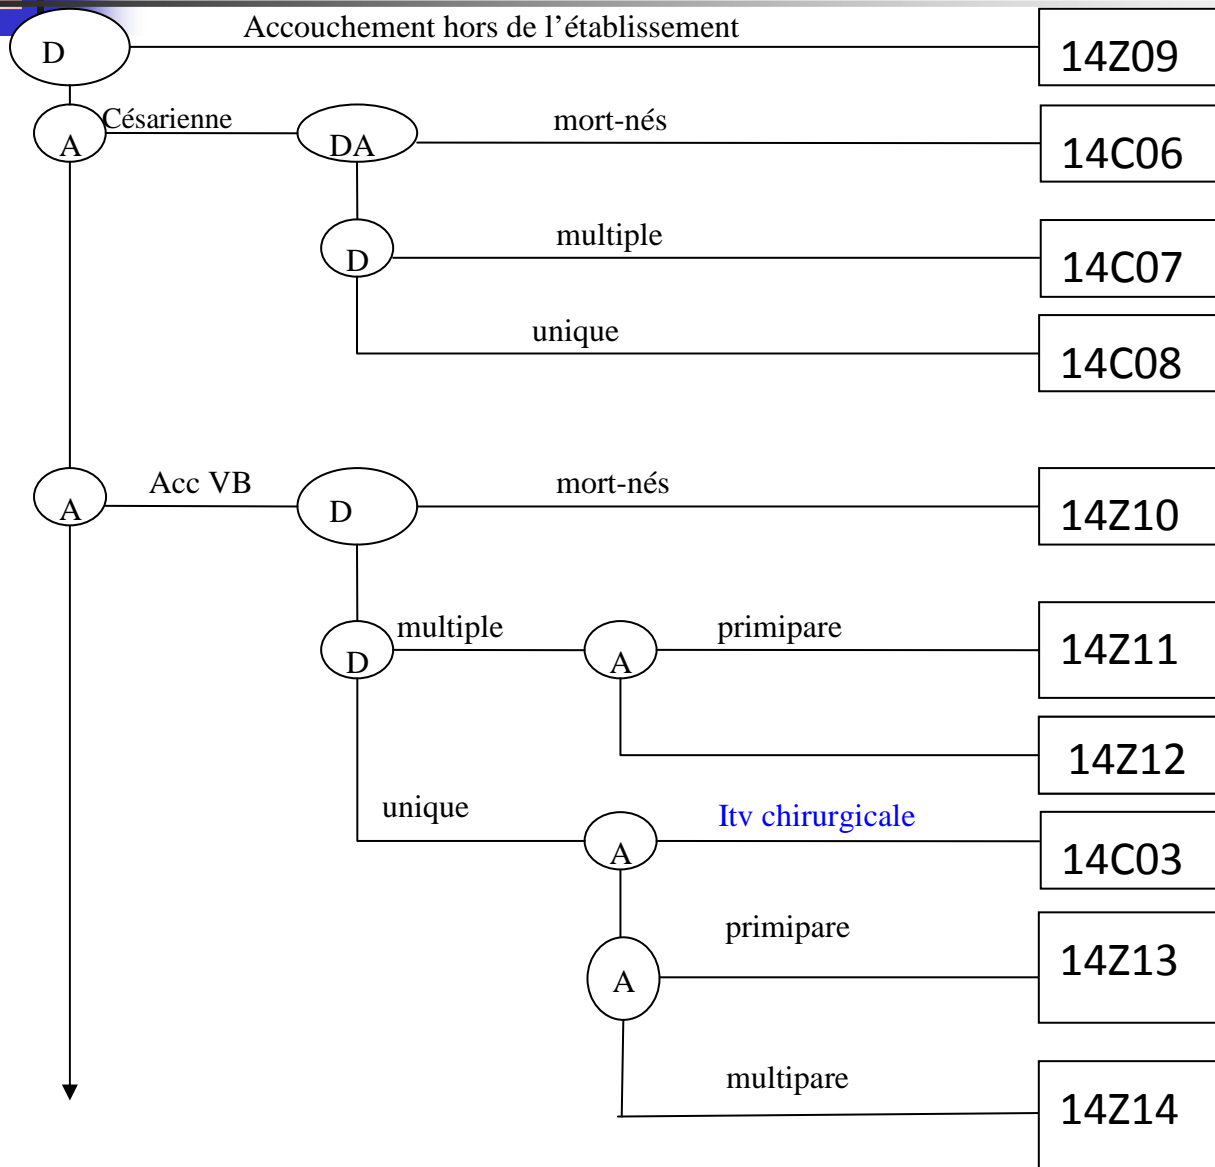 D
Accouchement hors de l’établissement
14Z09
A
Césarienne
DA
mort-nés
14C06
D
multiple
14C07
unique
14C08
A
Acc VB
D
mort-nés
14Z10
D
multiple
A
primipare
14Z11
14Z12
unique
A
Itv chirurgicale
14C03
A
primipare
14Z13
multipare
14Z14